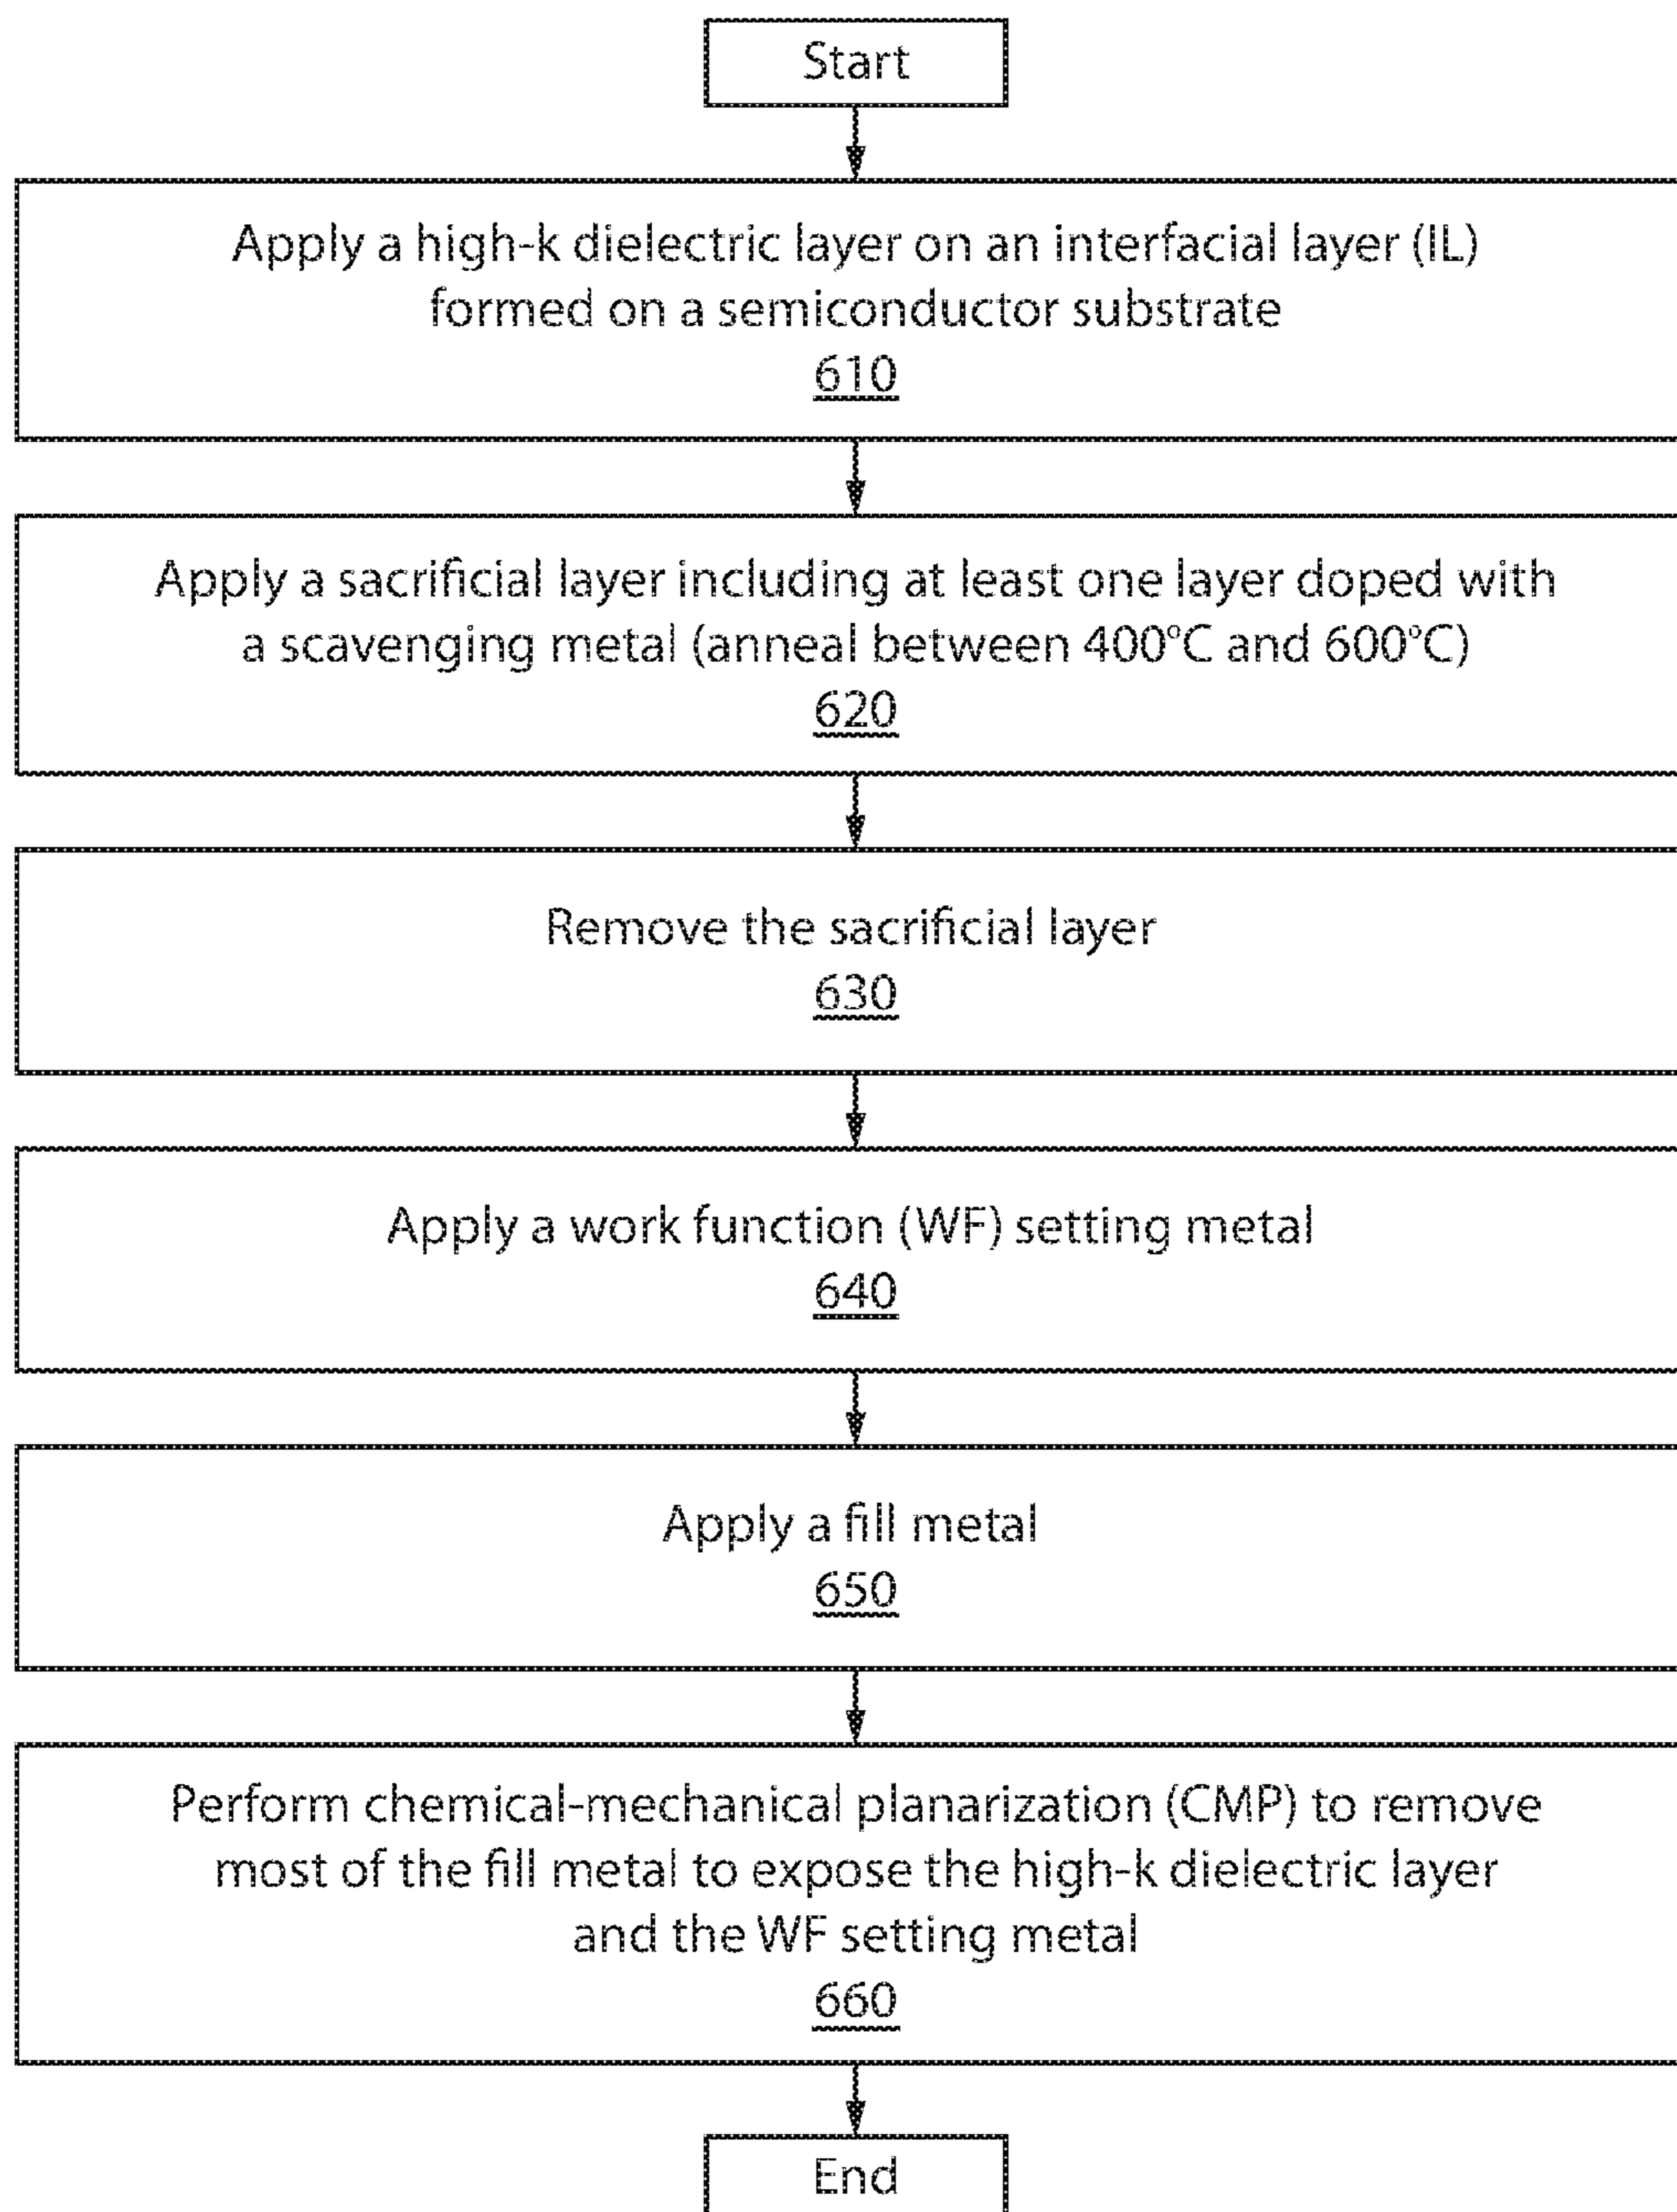 Start
Apply a high-k dielectric layer on an interfacial layer (IL)
formed on a semiconductor substrate
610
Apply a sacrificial layer including at least one layer doped with
a scavenging metal (anneal between 400°C and 600°C)
620
Remove the sacrificial layer
630
Apply a work function (WF) setting metal
640
Apply a fill metal
650
Perform chemical-mechanical planarization (CMP) to remove
most of the fill metal to expose the high-k dielectric layer
and the WF setting metal
660
End